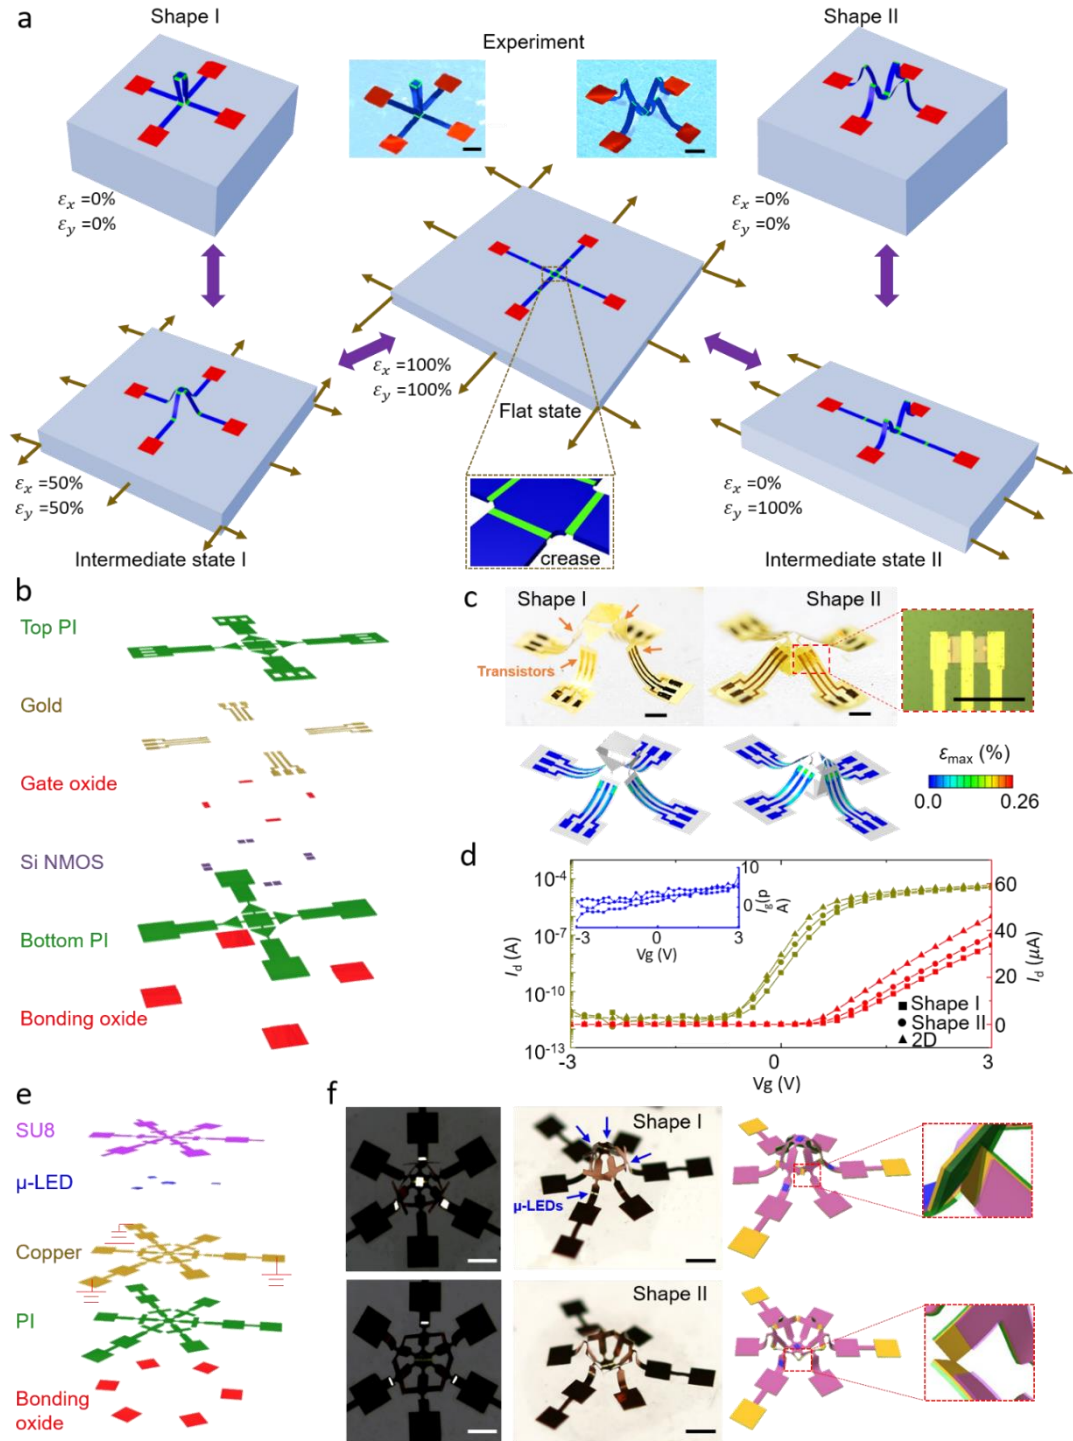 a
Shape I
Experiment
Shape II
εx =0%
εy =0%
εx =0%
εy =0%
εx =100%
εy =100%
Flat state
crease
εx =50%
εy =50%
Intermediate state I
εx =0%
εy =100%
Intermediate state II
b
Top PI
Gold
Gate oxide
Si NMOS
Bottom PI
Bonding oxide
c
Shape I
Transistors
Shape II
εmax (%)
0.0 0.26
d
10-4
10-7
10-10
10-13
Id (A)
10
0
Ig(p A)
-3 0 3
Vg (V)
60
40
20
0
Id (μA)
Shape I
Shape II
2D
-3 0 3
Vg (V)
e
SU8
μ-LED
Copper
PI
Bonding oxide
f
Shape I
μ-LEDs
Shape II